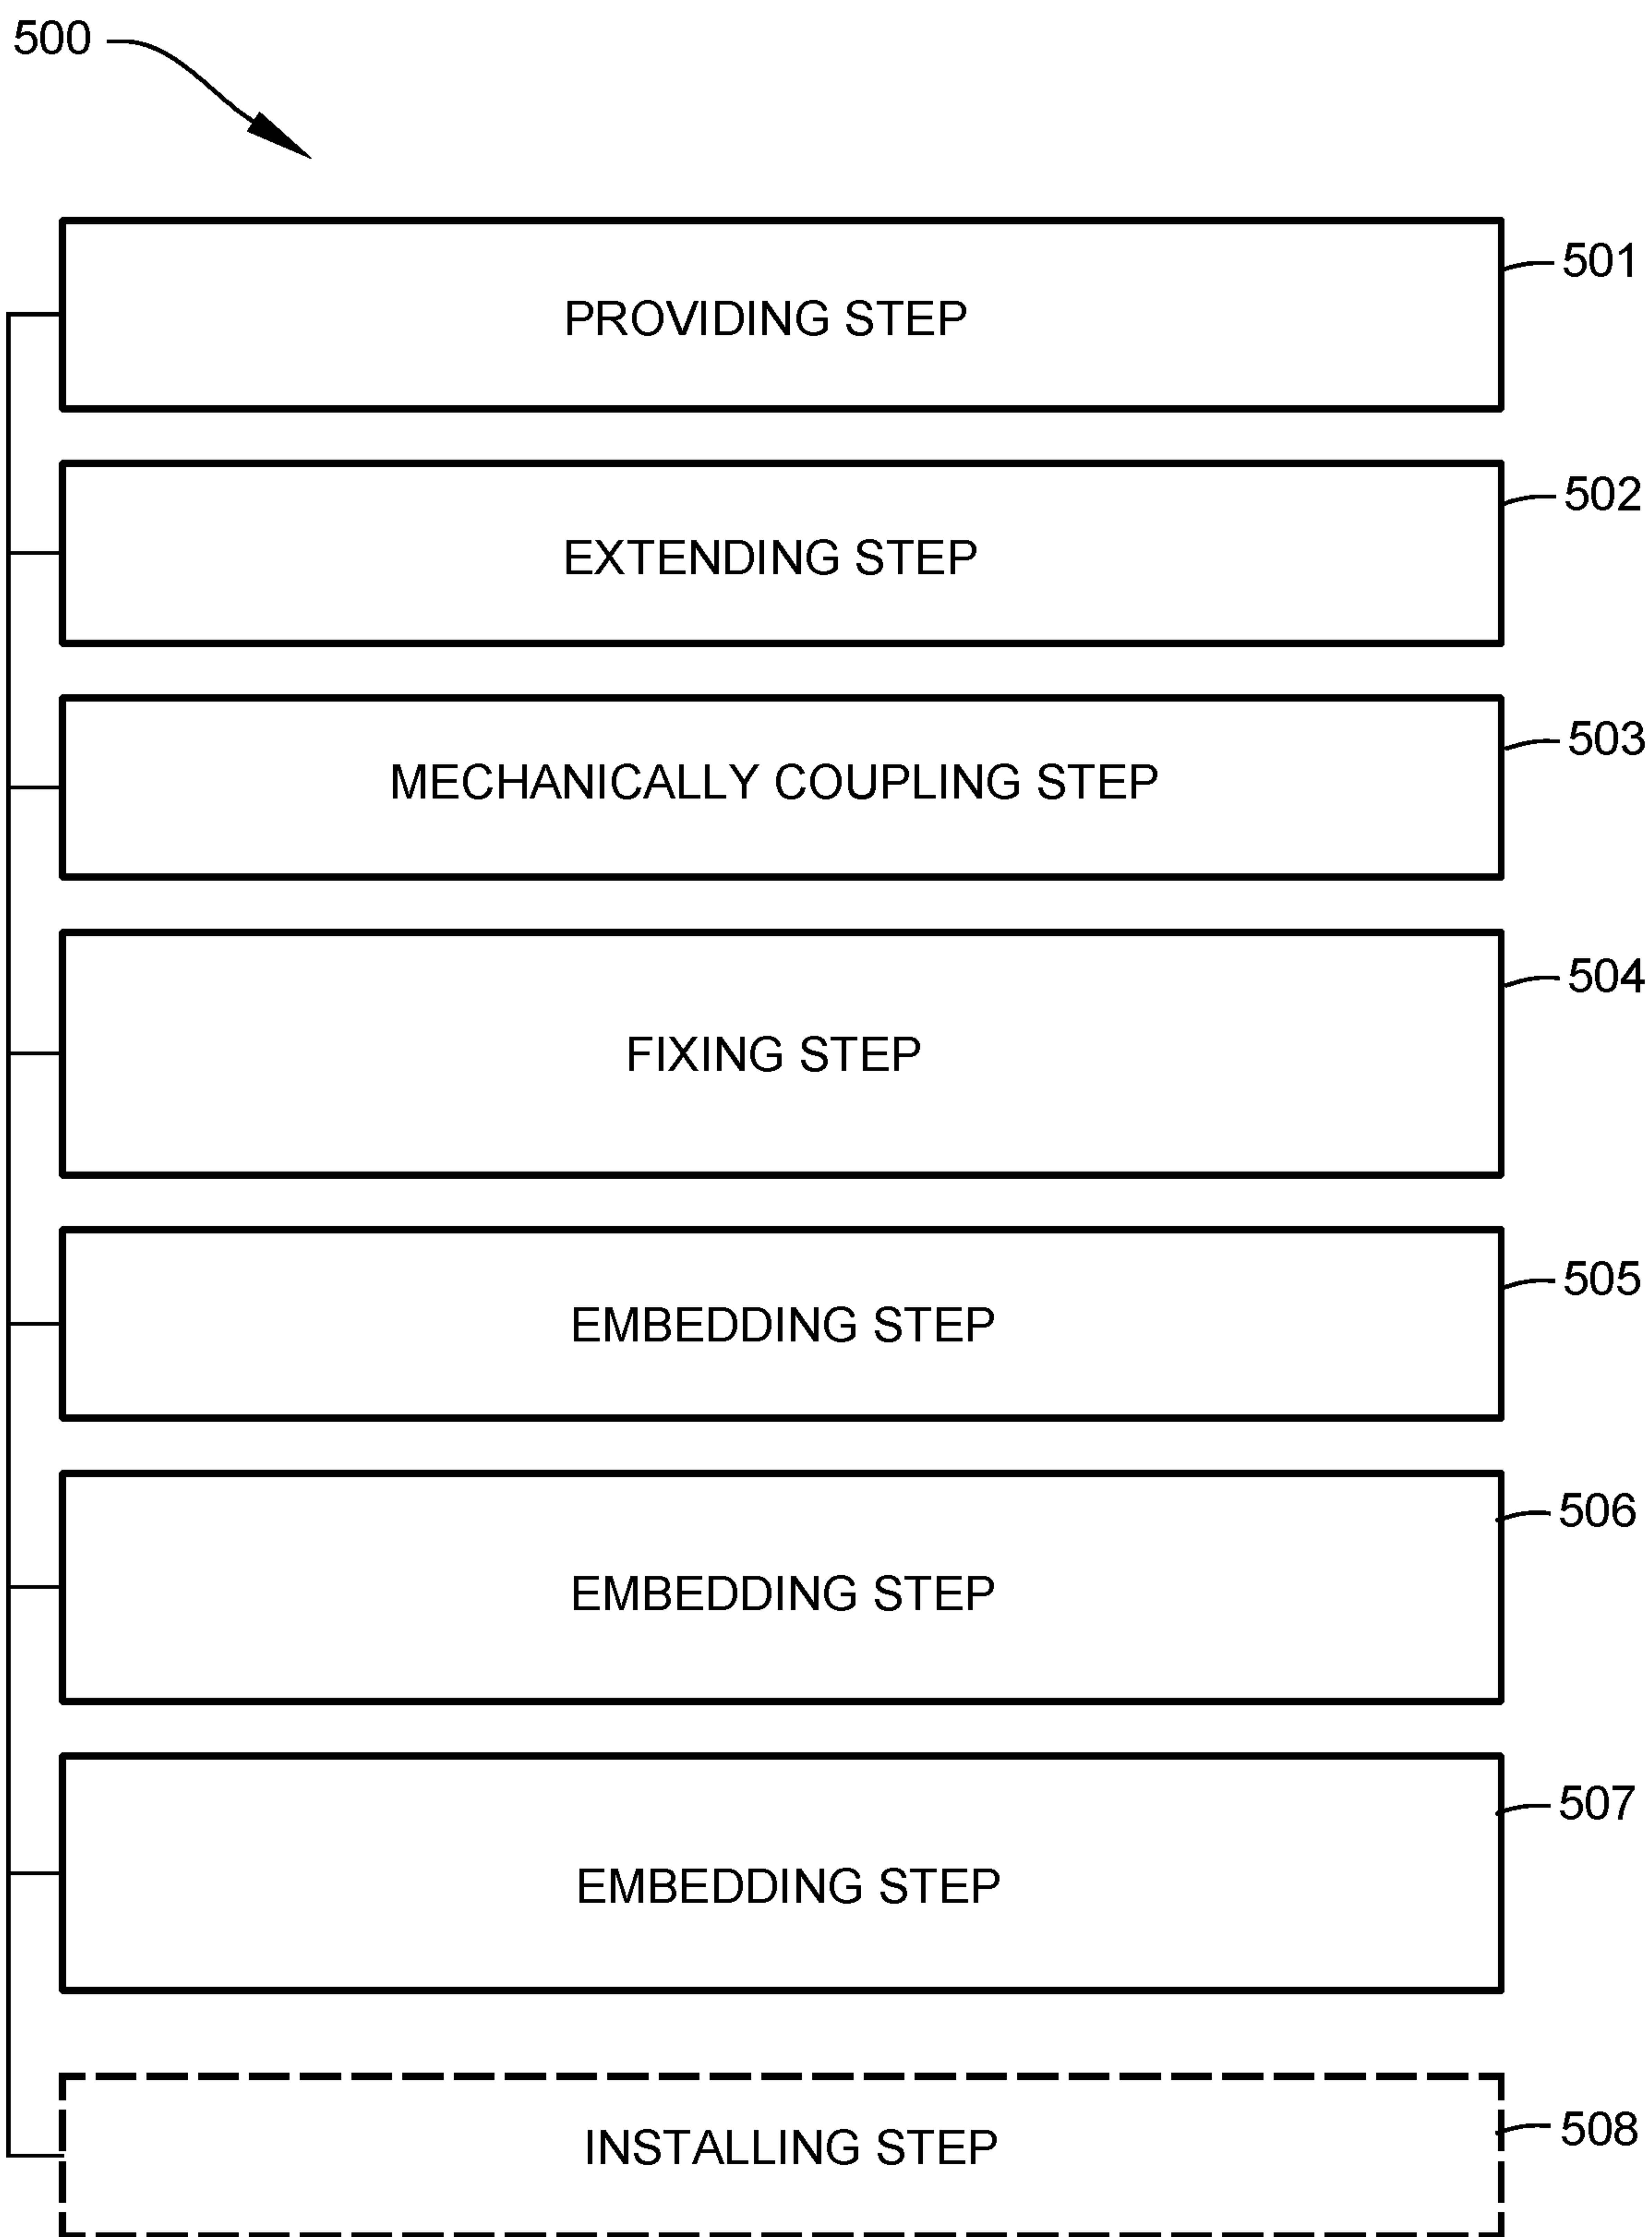 500
501
PROVIDING STEP
502
EXTENDING STEP
503
MECHANICALLY COUPLING STEP
504
FIXING STEP
505
EMBEDDING STEP
506
EMBEDDING STEP
507
EMBEDDING STEP
508
INSTALLING STEP